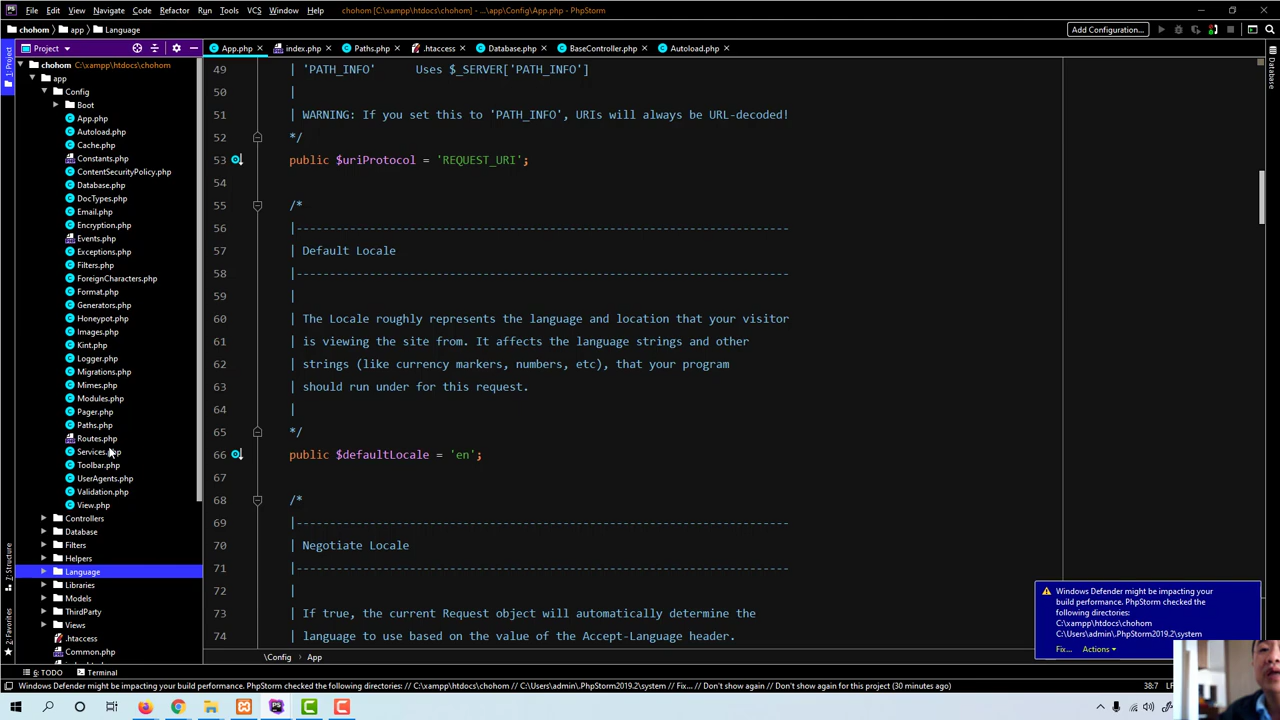 File Edit View Navigate Code Refactor Run Tools VCS Window Help chohom [C:\xampp\htdocs\chohom] - ...\app\Config\App.php - PhpStorm
chohom app Language Add Configuration...
Project
App.php index.php Paths.php .htaccess Database.php BaseController.php Autoload.php
1: Project
Z: Structure
2: Favorites
Database
chohom C:\xampp\htdocs\chohom
app
Config
Boot
App.php
Autoload.php
Cache.php
Constants.php
ContentSecurityPolicy.php
Database.php
DocTypes.php
Email.php
Encryption.php
Events.php
Exceptions.php
Filters.php
ForeignCharacters.php
Format.php
Generators.php
Honeypot.php
Images.php
Kint.php
Logger.php
Migrations.php
Mimes.php
Modules.php
Pager.php
Paths.php
Routes.php
Services.php
Toolbar.php
UserAgents.php
Validation.php
View.php
Controllers
Database
Filters
Helpers
Language
Libraries
Models
ThirdParty
Views
.htaccess
Common.php
49 | 'PATH_INFO' Uses $_SERVER['PATH_INFO']
50 |
51 | WARNING: If you set this to 'PATH_INFO', URIs will always be URL-decoded!
52 */
53 public $uriProtocol = 'REQUEST_URI';
54
55 /*
56 |--------------------------------------------------------------------------
57 | Default Locale
58 |--------------------------------------------------------------------------
59 |
60 | The Locale roughly represents the language and location that your visitor
61 | is viewing the site from. It affects the language strings and other
62 | strings (like currency markers, numbers, etc), that your program
63 | should run under for this request.
64 |
65 */
66 public $defaultLocale = 'en';
67
68 /*
69 |--------------------------------------------------------------------------
70 | Negotiate Locale
71 |--------------------------------------------------------------------------
72 |
73 | If true, the current Request object will automatically determine the
74 | language to use based on the value of the Accept-Language header.
Windows Defender might be impacting your
build performance. PhpStorm checked the
following directories:
C:\xampp\htdocs\chohom
C:\Users\admin\.PhpStorm2019.2\system
Fix... Actions
\Config App
6: TODO Terminal
Windows Defender might be impacting your build performance. PhpStorm checked the following directories: // C:\xampp\htdocs\chohom // C:\Users\admin\.PhpStorm2019.2\system // Fix... // Don't show again // Don't show again for this project (30 minutes ago) 38:7